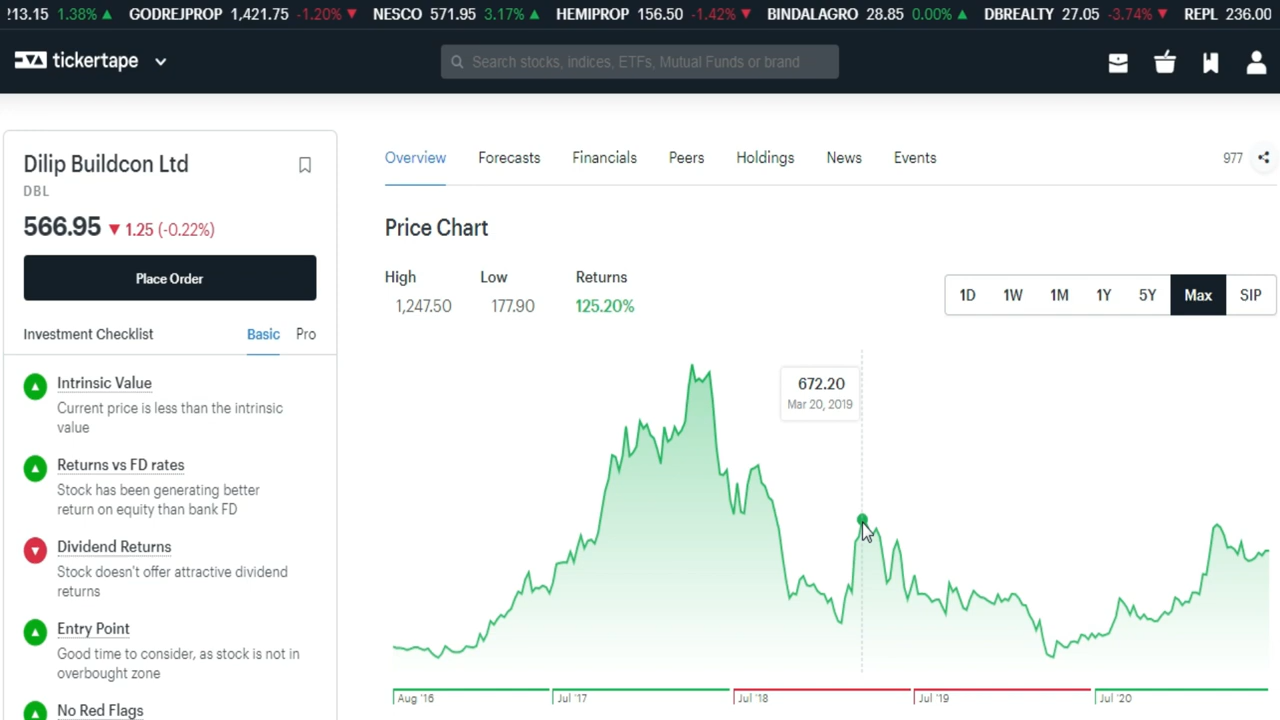 213.15 1.38% ▲ GODREJPROP 1,421.75 -1.20% ▼ NESCO 571.95 3.17% ▲ HEMIPROP 156.50 -1.42% ▼ BINDALAGRO 28.85 0.00% ▲ DBREALTY 27.05 -3.74% ▼ REPL 236.00
tickertape
Search stocks, indices, ETFs, Mutual Funds or brand
Dilip Buildcon Ltd
DBL
566.95 ▼ 1.25 (-0.22%)
Place Order
Investment Checklist Basic Pro
Intrinsic Value
Current price is less than the intrinsic
value
Returns vs FD rates
Stock has been generating better
return on equity than bank FD
Dividend Returns
Stock doesn't offer attractive dividend
returns
Entry Point
Good time to consider, as stock is not in
overbought zone
No Red Flags
Overview Forecasts Financials Peers Holdings News Events 977
Price Chart
High Low Returns
1,247.50 177.90 125.20%
1D 1W 1M 1Y 5Y Max SIP
672.20
Mar 20, 2019
Aug '16 Jul '17 Jul '18 Jul '19 Jul '20